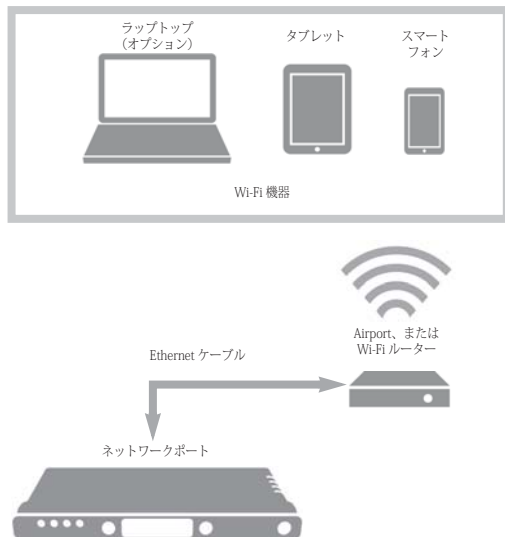 ラップトップ
（オプション）
タブレット
スマート
フォン
Wi-Fi 機器
Airport、または
Wi-Fi ルーター
Ethernet ケーブル
ネットワークポート